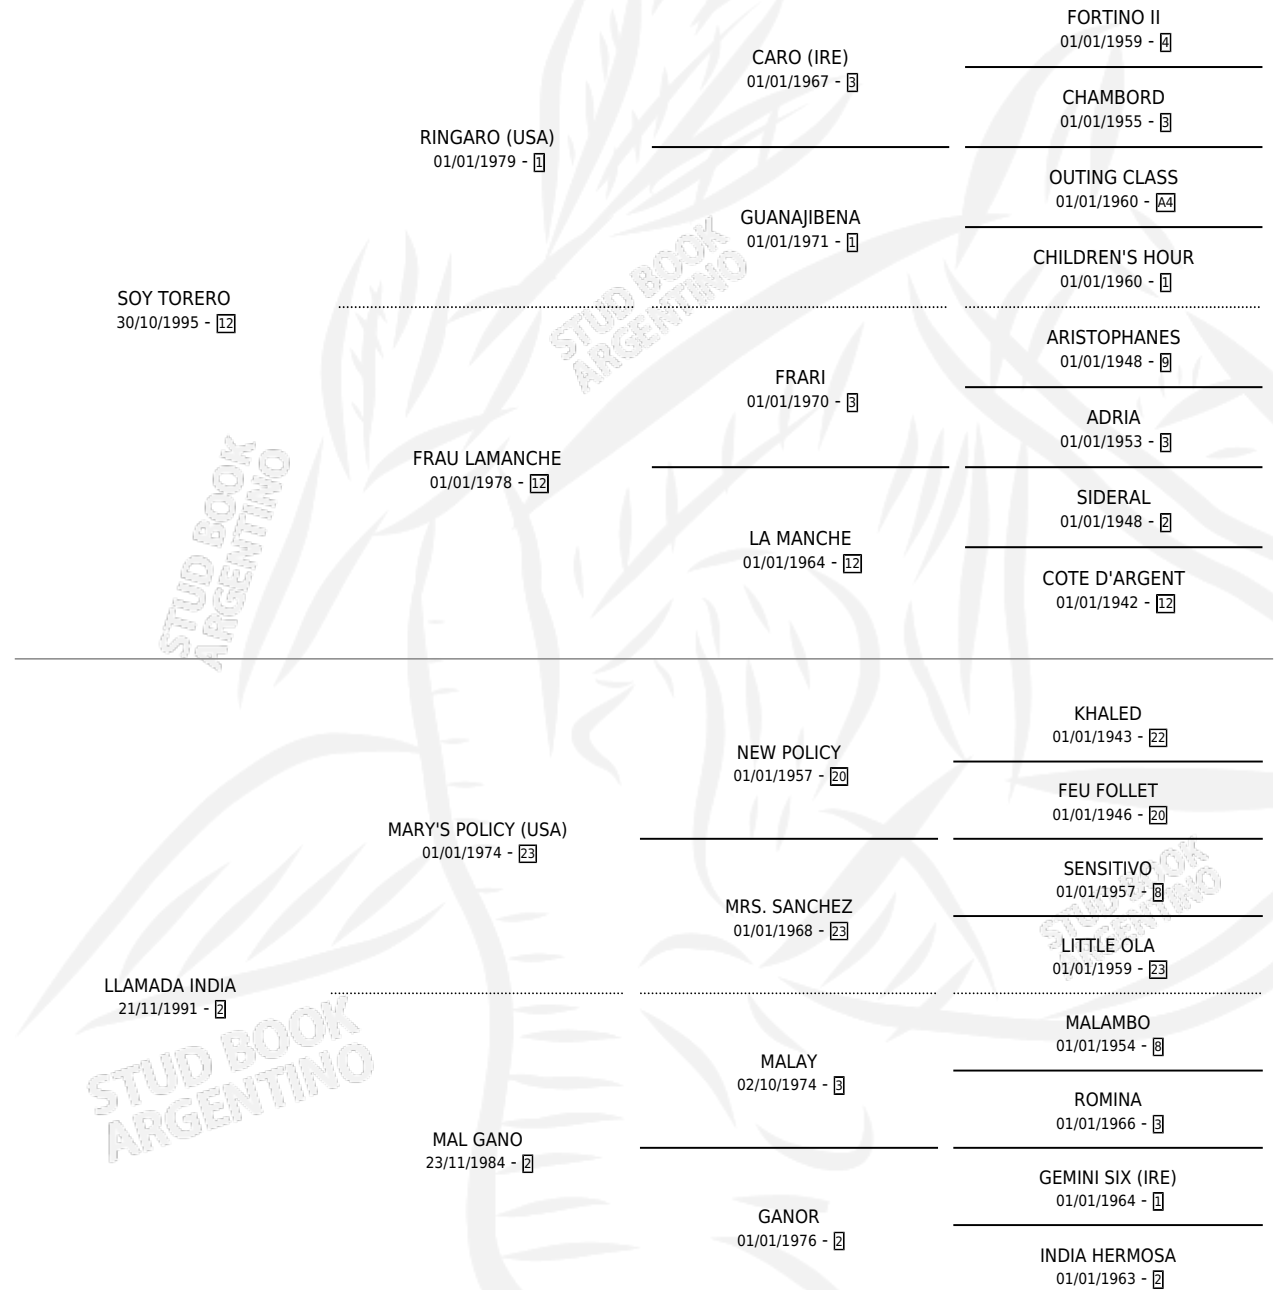 FORTINO II
01/01/1959 - 4
CARO (IRE)
01/01/1967 - 3
CHAMBORD
01/01/1955 - 3
RINGARO (USA)
01/01/1979 - 1
OUTING CLASS
01/01/1960 - A4
GUANAJIBENA
01/01/1971 - 1
CHILDREN'S HOUR
01/01/1960 - 1
SOY TORERO
30/10/1995 - 12
STUD BOOK
ARGENTINO
ARISTOPHANES
01/01/1948 - 9
FRARI
01/01/1970 - 3
ADRIA
01/01/1953 - 3
FRAU LAMANCHE
01/01/1978 - 12
SIDERAL
01/01/1948 - 2
LA MANCHE
01/01/1964 - 12
COTE D'ARGENT
01/01/1942 - 12
STUD BOOK
ARGENTINO
KHALED
01/01/1943 - 22
NEW POLICY
01/01/1957 - 20
FEU FOLLET
01/01/1946 - 20
MARY'S POLICY (USA)
01/01/1974 - 23
SENSITIVO
01/01/1957 - 8
MRS. SANCHEZ
01/01/1968 - 23
STUD BOOK
ARGENTINO
LITTLE OLA
01/01/1959 - 23
LLAMADA INDIA
21/11/1991 - 2
STUD BOOK
ARGENTINO
MALAMBO
01/01/1954 - 8
MALAY
02/10/1974 - 3
ROMINA
01/01/1966 - 3
MAL GANO
23/11/1984 - 2
GEMINI SIX (IRE)
01/01/1964 - 1
GANOR
01/01/1976 - 2
INDIA HERMOSA
01/01/1963 - 2